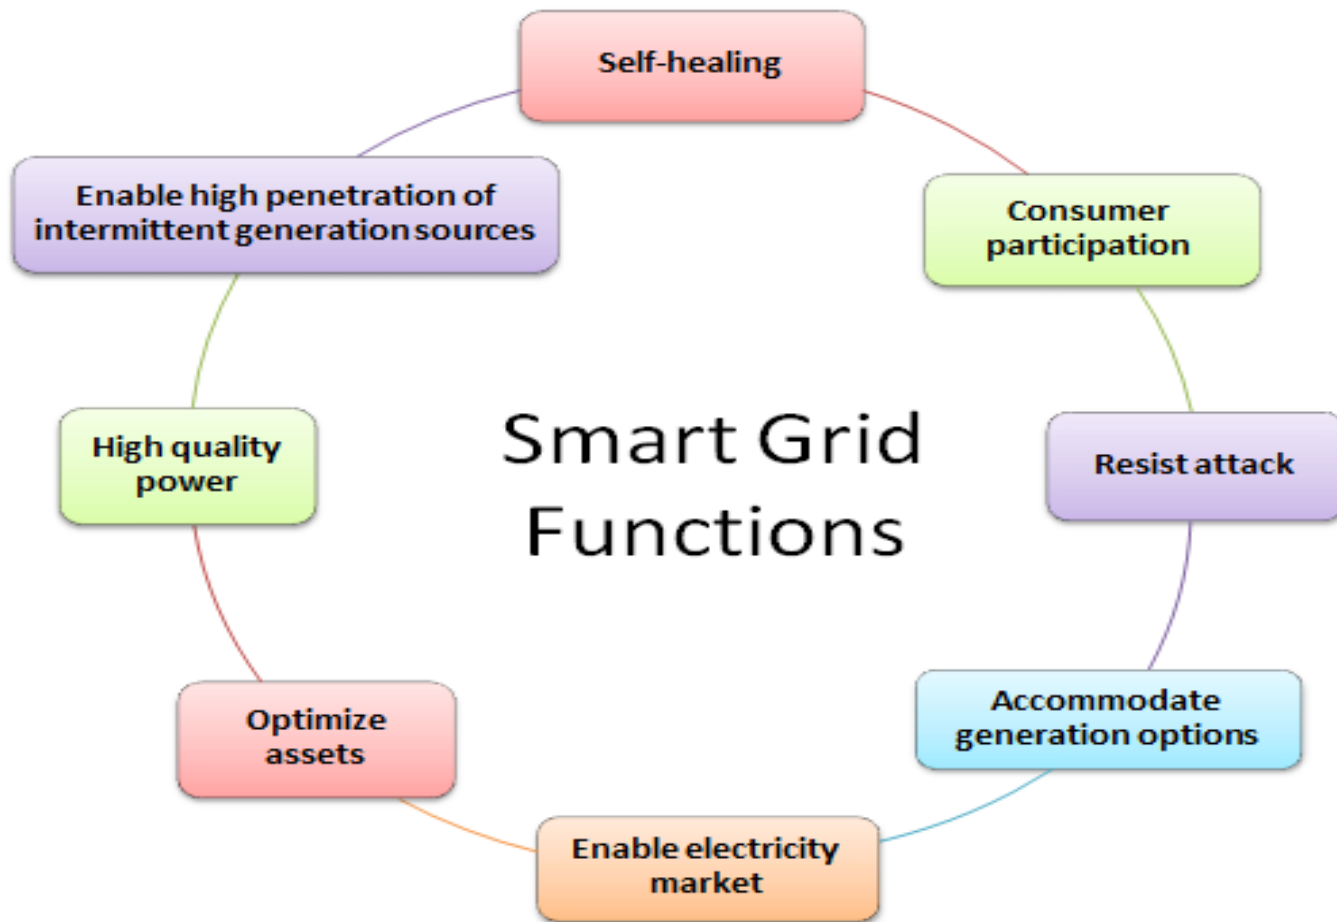 Self-healing
Consumer
participation
Resist attack
Accommodate
generation options
Enable electricity
market
Optimize
assets
High quality
power
Enable high penetration of
intermittent generation sources
Smart Grid
Functions